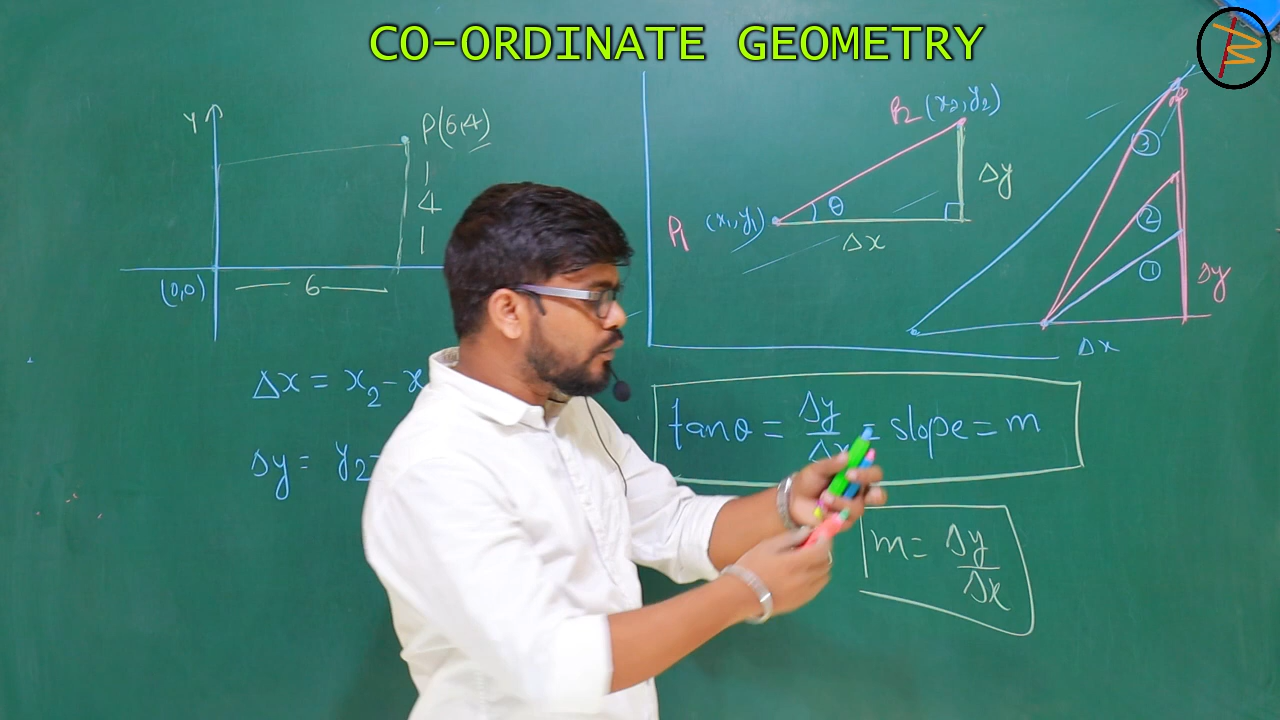 CO-ORDINATE GEOMETRY
Y
P(6,4)
4
(0,0)
6
P2 (x2,y2)
Δy
P1 (x1,y1)
θ
Δx
3
2
1
Δy
Δx
Δx = x2-x
Δy = y2
tanθ = Δy/Δx = slope = m
m = Δy/Δx